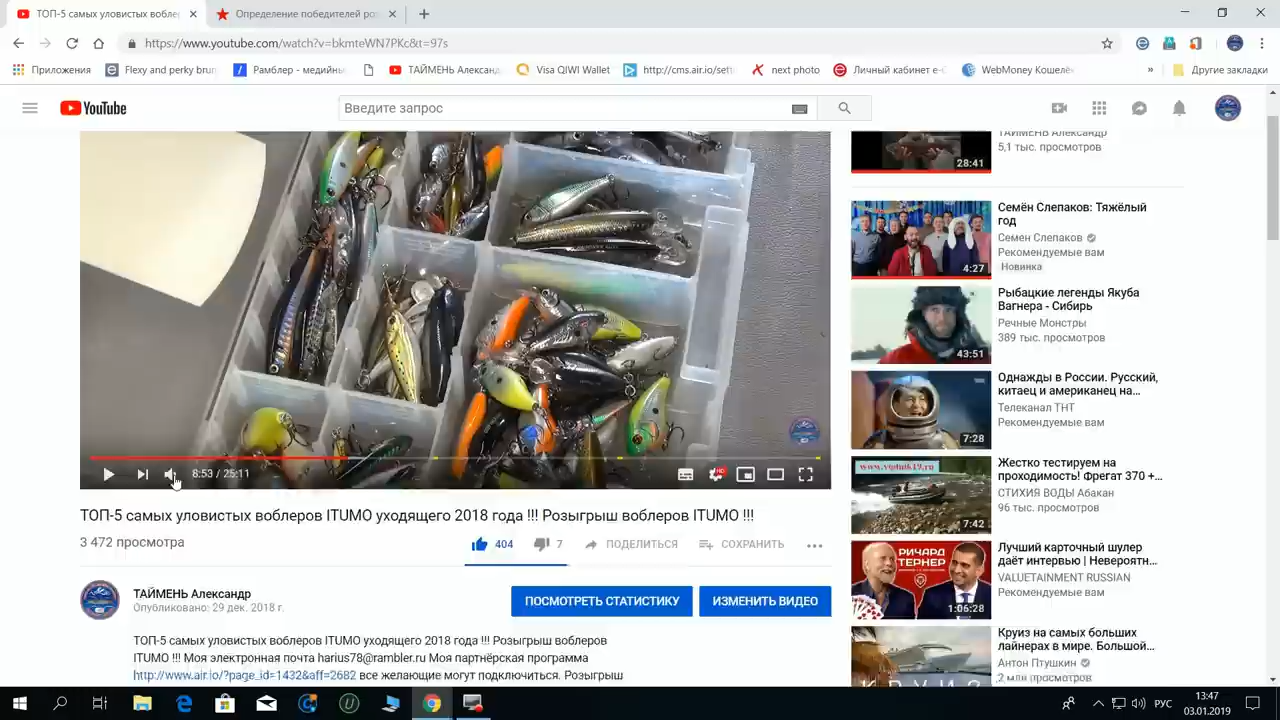 ТОП-5 самых уловистых вобле
Определение победителей ро
https://www.youtube.com/watch?v=bkmteWN7PKc&t=97s
Приложения
Flexy and perky brun
Рамблер - медийны
ТАЙМЕНЬ Александ
Visa QIWI Wallet
http://cms.air.io/sett
next photo
Личный кабинет e-
WebMoney Кошелё
»
Другие закладки
YouTube
Введите запрос
ТАЙМЕНЬ Александр
5,1 тыс. просмотров
28:41
Семён Слепаков: Тяжёлый
год
Семен Слепаков
Рекомендуемые вам
Новинка
4:27
Рыбацкие легенды Якуба
Вагнера - Сибирь
Речные Монстры
389 тыс. просмотров
43:51
Однажды в России. Русский,
китаец и американец на...
Телеканал ТНТ
Рекомендуемые вам
7:28
Жестко тестируем на
проходимость! Фрегат 370 +...
СТИХИЯ ВОДЫ Абакан
96 тыс. просмотров
7:42
РИЧАРД
ТЕРНЕР
Лучший карточный шулер
даёт интервью | Невероятн...
VALUETAINMENT RUSSIAN
Рекомендуемые вам
1:06:28
Круиз на самых больших
лайнерах в мире. Большой...
Антон Птушкин
2 млн просмотров
8:53 / 25:11
HD
ТОП-5 самых уловистых воблеров ITUMO уходящего 2018 года !!! Розыгрыш воблеров ITUMO !!!
3 472 просмотра
404
7
ПОДЕЛИТЬСЯ
СОХРАНИТЬ
ТАЙМЕНЬ Александр
Опубликовано: 29 дек. 2018 г.
ПОСМОТРЕТЬ СТАТИСТИКУ
ИЗМЕНИТЬ ВИДЕО
ТОП-5 самых уловистых воблеров ITUMO уходящего 2018 года !!! Розыгрыш воблеров
ITUMO !!! Моя электронная почта harius78@rambler.ru Моя партнёрская программа
http://www.air.io/?page_id=1432&aff=2682 все желающие могут подключиться. Розыгрыш
РУС
13:47
03.01.2019